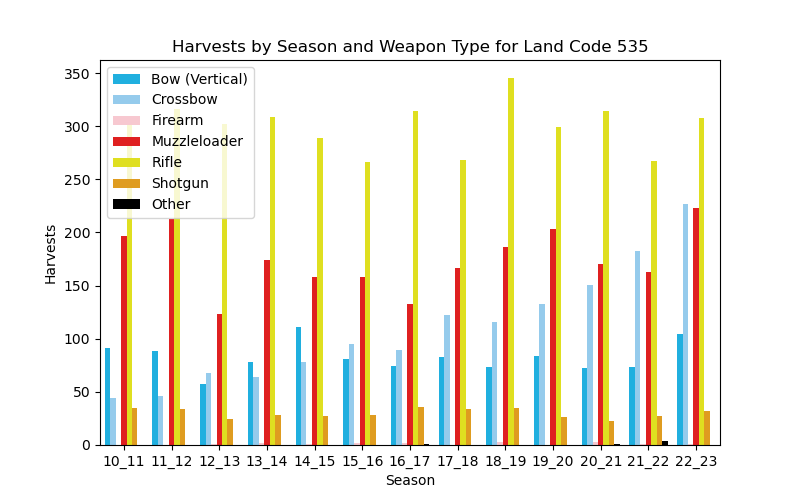 Harvests by Season and Weapon Type for Land Code 535
350
300
250
200
150
100
50
0
Harvests
Bow (Vertical)
Crossbow
Firearm
Muzzleloader
Rifle
Shotgun
Other
10_11 11_12 12_13 13_14 14_15 15_16 16_17 17_18 18_19 19_20 20_21 21_22 22_23
Season